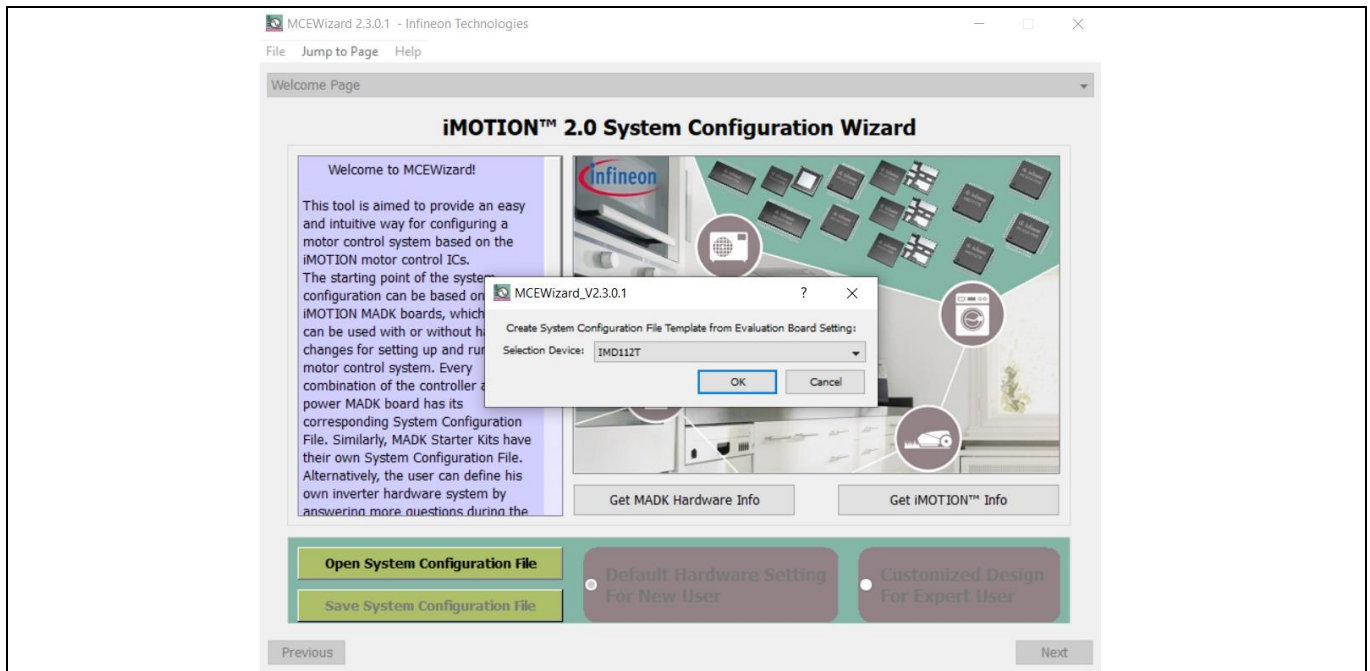 MCEWizard 2.3.0.1 - Infineon Technologies
File Jump to Page Help
Welcome Page
iMOTION™ 2.0 System Configuration Wizard
Welcome to MCEWizard!
This tool is aimed to provide an easy
and intuitive way for configuring a
motor control system based on the
iMOTION motor control ICs.
The starting point of the system
configuration can be based on
iMOTION MADK boards, which
can be used with or without
changes for setting up and
motor control system. Every
combination of the controller
power MADK board has its
corresponding System Configuration
File. Similarly, MADK Starter Kits have
their own System Configuration File.
Alternatively, the user can define his
own inverter hardware system by
answering more questions during the
infineon
MCEWizard_V2.3.0.1 ?
Create System Configuration File Template from Evaluation Board Setting:
Selection Device: IMD112T
OK Cancel
Get MADK Hardware Info
Get iMOTION™ Info
Open System Configuration File
Save System Configuration File
Default Hardware Setting
For New User
Customized Design
For Expert User
Previous
Next